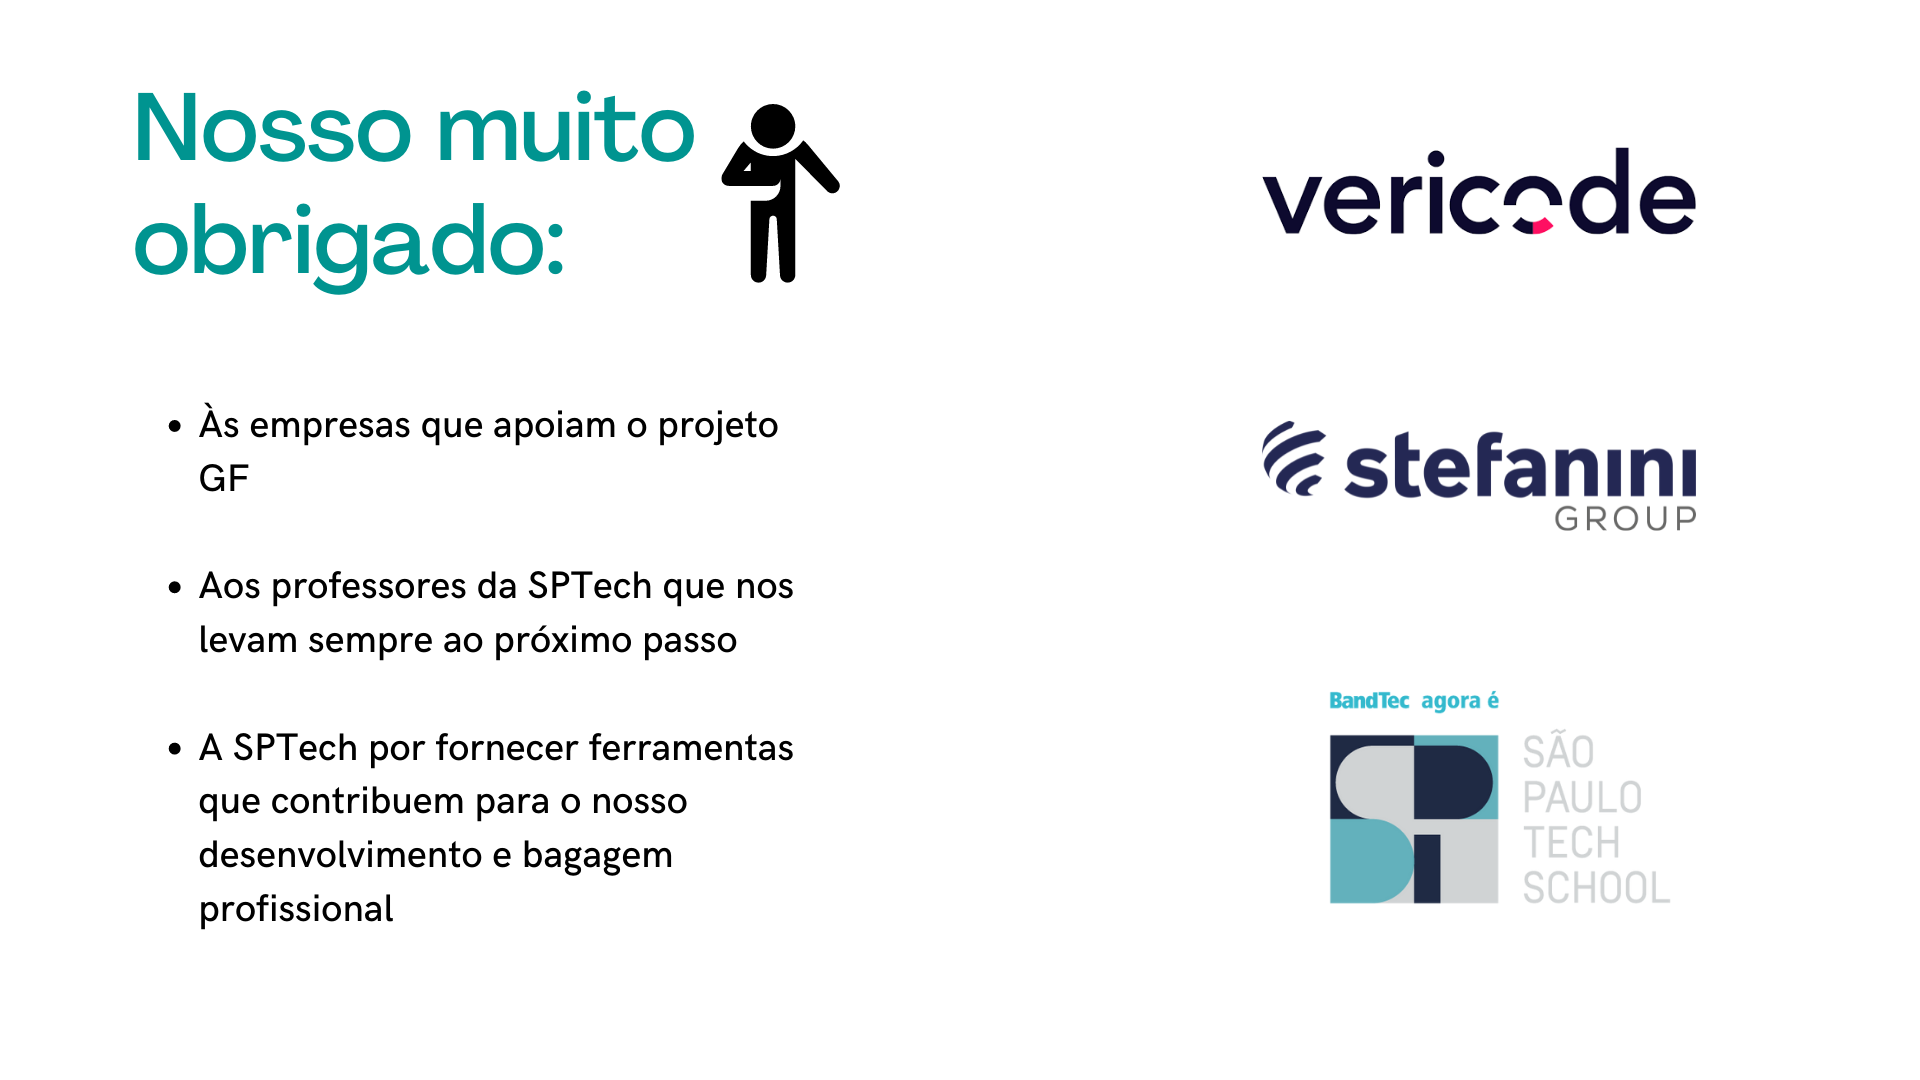 Nosso muito
obrigado:
• Às empresas que apoiam o projeto
GF
• Aos professores da SPTech que nos
levam sempre ao próximo passo
• A SPTech por fornecer ferramentas
que contribuem para o nosso
desenvolvimento e bagagem
profissional
vericode
stefanini
GROUP
BandTec agora é
SÃO
PAULO
TECH
SCHOOL